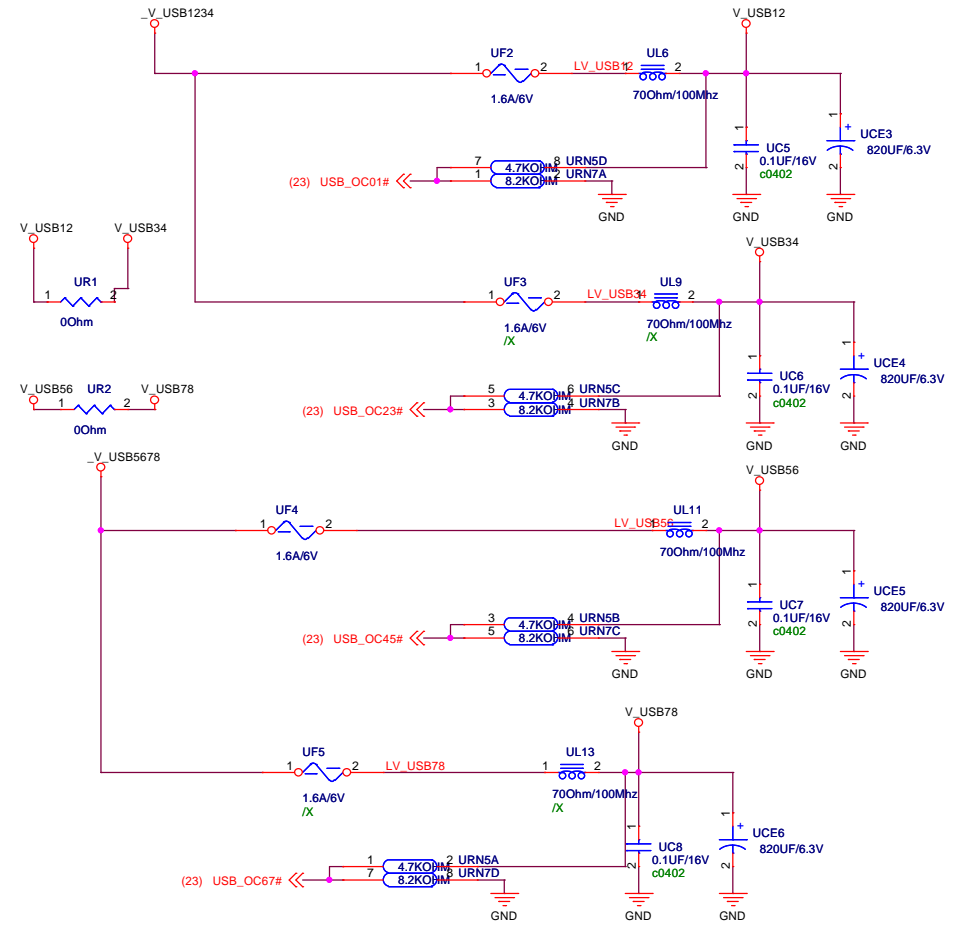 _V_USB1234
V_USB12
UF2
1 2
LV_USB12
UL6
1 2
1.6A/6V
70Ohm/100Mhz
1
+
UCE3
820UF/6.3V
2
1
UC5
0.1UF/16V
c0402
2
7 4.7KOHM 8 URN5D
1 8.2KOHM 2 URN7A
(23) USB_OC01#
GND
GND
GND
V_USB12
V_USB34
UR1
1 2
0Ohm
V_USB34
UF3
1 2
LV_USB34
UL9
1 2
1.6A/6V
/X
70Ohm/100Mhz
/X
1
+
UCE4
820UF/6.3V
2
1
UC6
0.1UF/16V
c0402
2
5 4.7KOHM 6 URN5C
3 8.2KOHM 4 URN7B
(23) USB_OC23#
GND
GND
GND
V_USB56
UR2
V_USB78
1 2
0Ohm
_V_USB5678
V_USB56
UF4
1 2
LV_USB56
UL11
1 2
1.6A/6V
70Ohm/100Mhz
1
+
UCE5
820UF/6.3V
2
1
UC7
0.1UF/16V
c0402
2
3 4.7KOHM 4 URN5B
5 8.2KOHM 6 URN7C
(23) USB_OC45#
GND
GND
GND
V_USB78
UF5
1 2
LV_USB78
UL13
1 2
1.6A/6V
/X
70Ohm/100Mhz
/X
1
+
UCE6
820UF/6.3V
2
1
UC8
0.1UF/16V
c0402
2
1 4.7KOHM 2 URN5A
7 8.2KOHM 8 URN7D
(23) USB_OC67#
GND
GND
GND